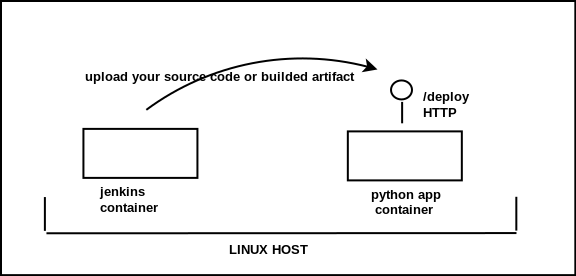 upload your source code or builded artifact
/deploy
HTTP
jenkins
container
python app
container
LINUX HOST